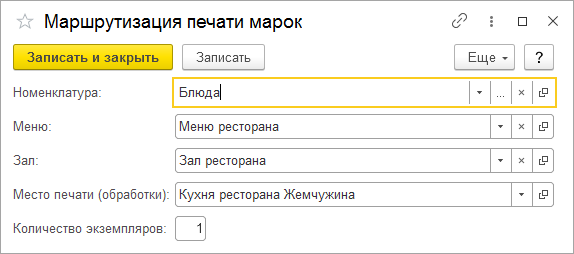 Маршрутизация печати марок
Записать и закрыть Записать Еще ?
Номенклатура: Блюда ...
Меню: Меню ресторана
Зал: Зал ресторана
Место печати (обработки): Кухня ресторана Жемчужина
Количество экземпляров: 1